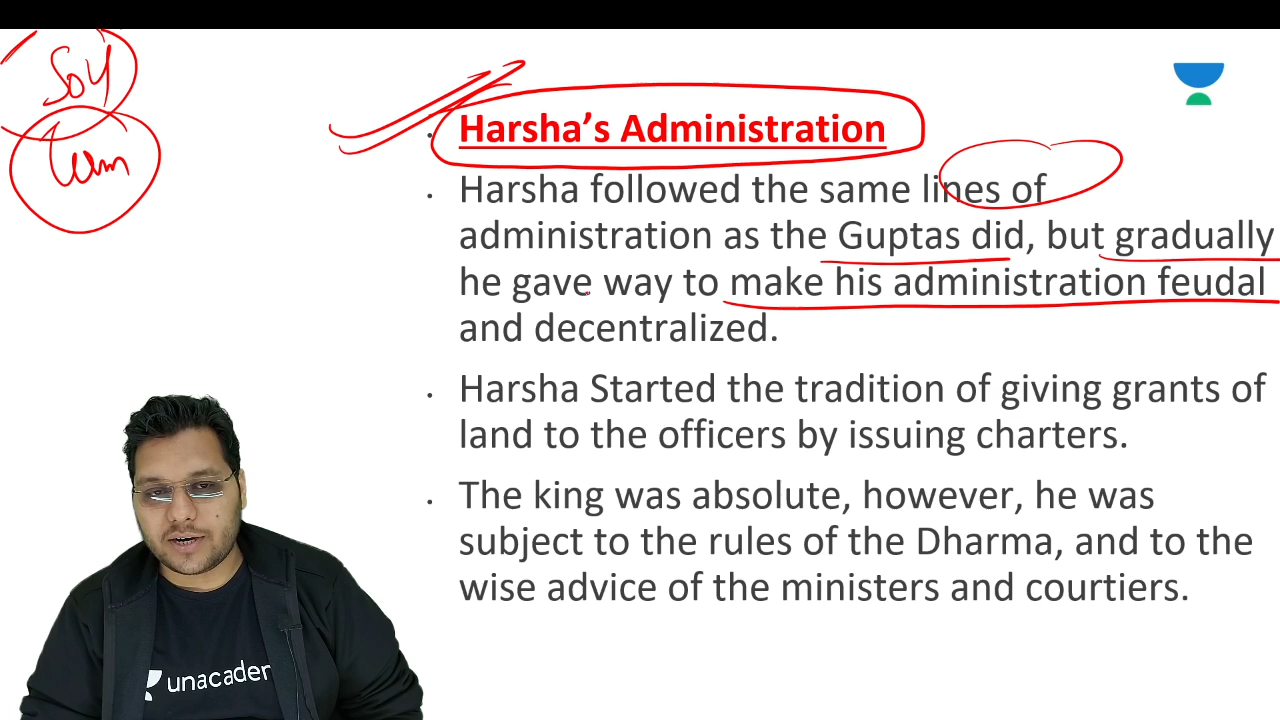 Harsha’s Administration
Harsha followed the same lines of
administration as the Guptas did, but gradually
he gave way to make his administration feudal
and decentralized.
Harsha Started the tradition of giving grants of
land to the officers by issuing charters.
The king was absolute, however, he was
subject to the rules of the Dharma, and to the
wise advice of the ministers and courtiers.
unacadem